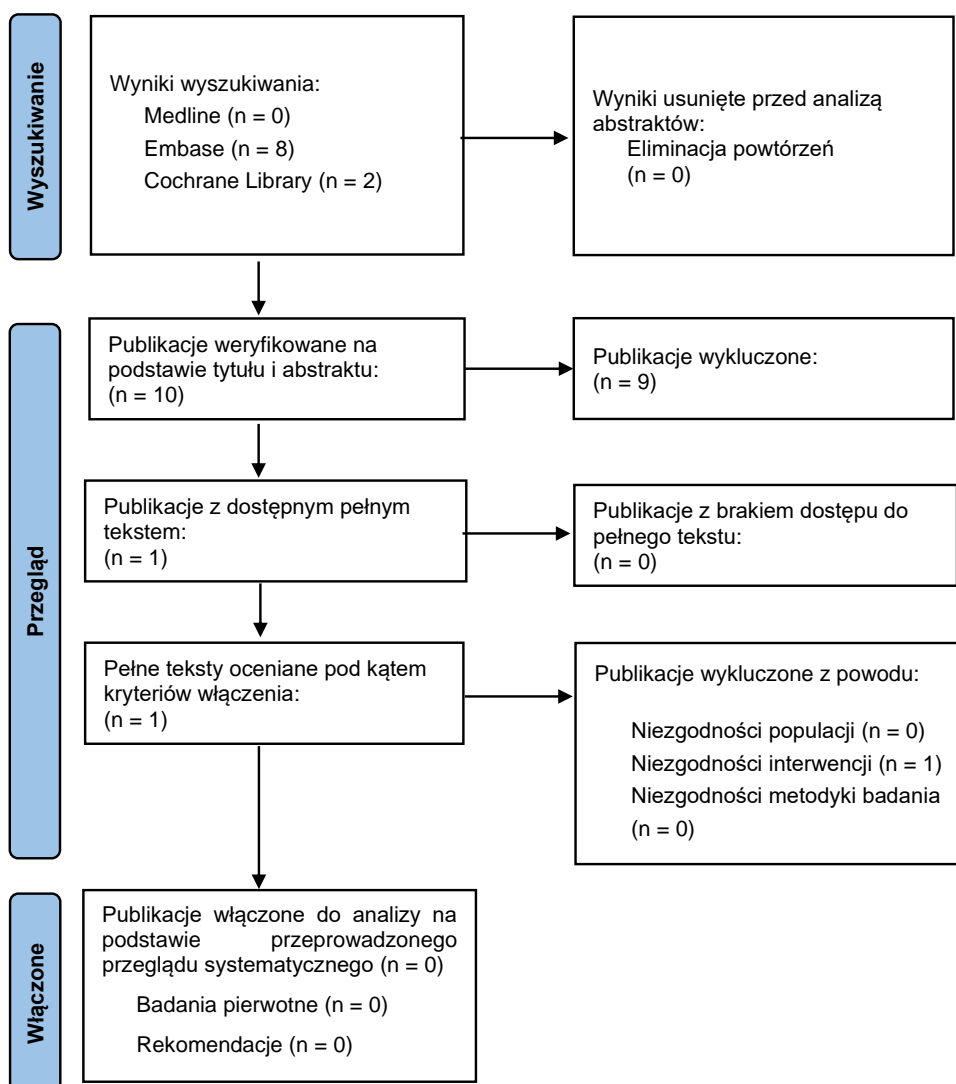 Wyszukiwanie
Wyniki wyszukiwania:
Medline (n = 0)
Embase (n = 8)
Cochrane Library (n = 2)
Wyniki usunięte przed analizą
abstraktów:
Eliminacja powtórzeń
(n = 0)
Przegląd
Publikacje weryfikowane na
podstawie tytułu i abstraktu:
(n = 10)
Publikacje wykluczone:
(n = 9)
Publikacje z dostępnym pełnym
tekstem:
(n = 1)
Publikacje z brakiem dostępu do
pełnego tekstu:
(n = 0)
Pełne teksty oceniane pod kątem
kryteriów włączenia:
(n = 1)
Publikacje wykluczone z powodu:
Niezgodności populacji (n = 0)
Niezgodności interwencji (n = 1)
Niezgodności metodyki badania
(n = 0)
Włączone
Publikacje włączone do analizy na
podstawie przeprowadzonego
przeglądu systematycznego (n = 0)
Badania pierwotne (n = 0)
Rekomendacje (n = 0)